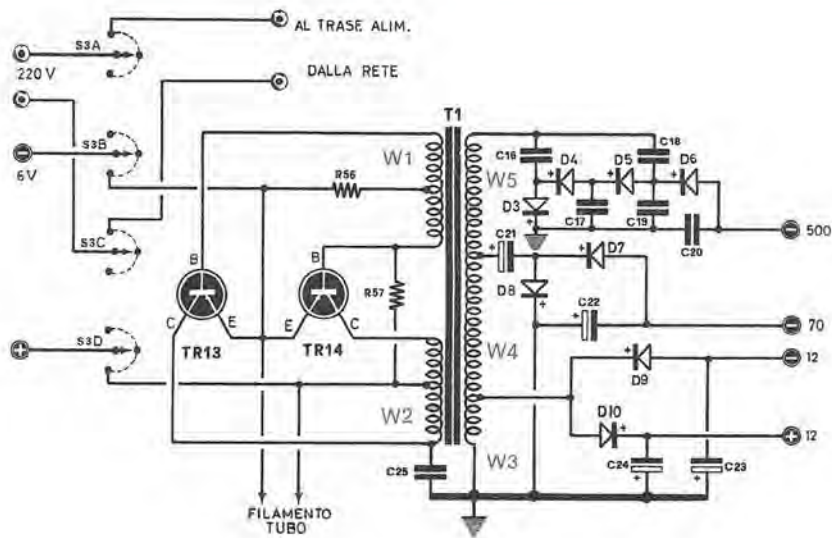 AL TRASE ALIM.
S3A
220 V
DALLA RETE
T1
S3B
6V
W1
R56
W5
C16
D4
D5
C18
D6
D3
C17
C19
C20
500
S3C
C21
D7
B
B
R57
D8
C22
70
C
E
E
C
S3D
TR13
TR14
W4
D9
12
W2
D10
12
W3
C25
C24
C23
FILAMENTO
TUBO